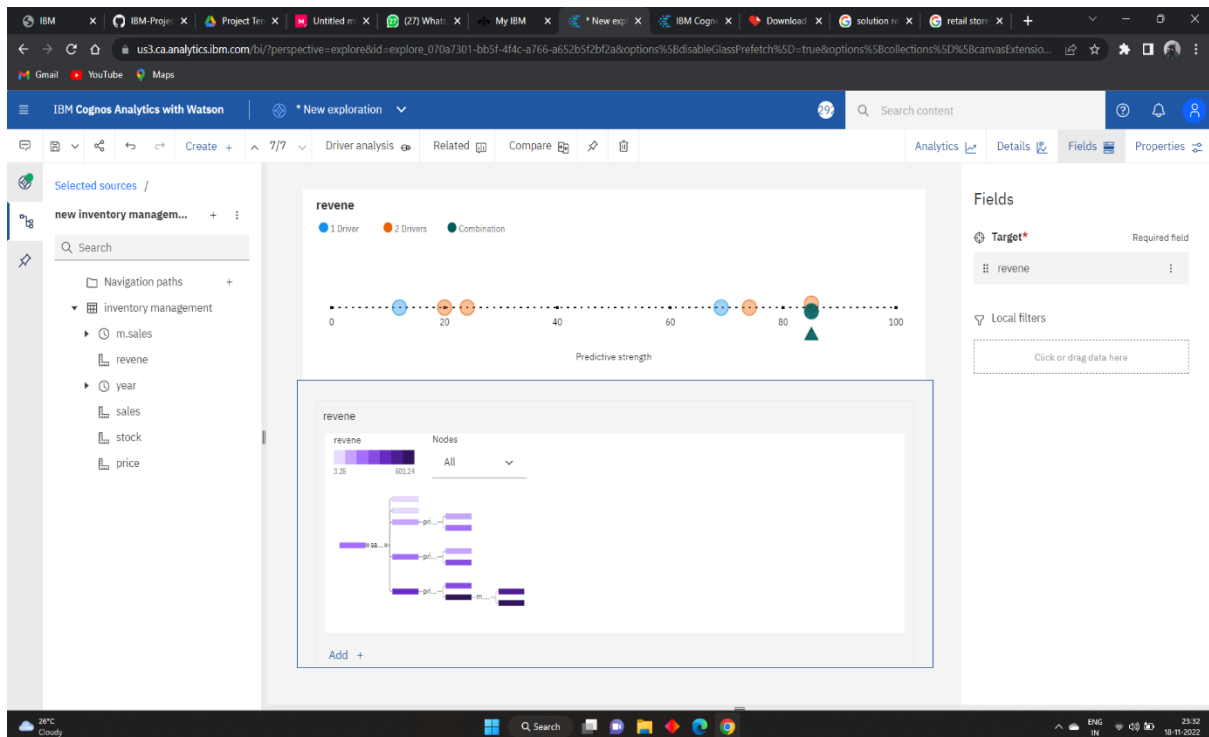 IBM
IBM-Projec
Project Ten
Untitled m
(27) Whats
My IBM
* New expl
IBM Cogno
Download
solution re
retail store
us3.ca.analytics.ibm.com/bi/?perspective=explore&id=explore_070a7301-bb5f-4f4c-a766-a652b5f2bf2a&options%5BdisableGlassPrefetch%5D=true&options%5Bcollections%5D%5BcanvasExtensio...
Gmail YouTube Maps
IBM Cognos Analytics with Watson
* New exploration
Search content
Create + 7/7 Driver analysis Related Compare
Analytics Details Fields Properties
Selected sources /
new inventory managem...
Search
Navigation paths
inventory management
m.sales
revene
year
sales
stock
price
revene
1 Driver 2 Drivers Combination
0 20 40 60 80 100
Predictive strength
revene
revene
3.26 501.24
Nodes
All
pri...
pri...
pri...
m...
Add +
Fields
Target* Required field
revene
Local filters
Click or drag data here
26°C
Cloudy
Search
ENG
IN
23:32
18-11-2022